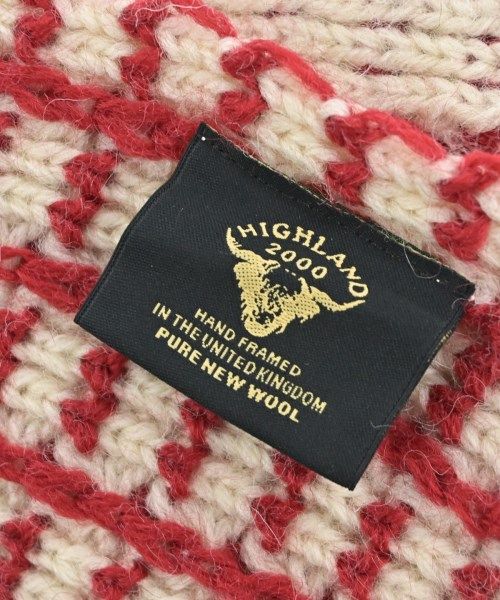 HIGHLAND
2000
HAND FRAMED
IN THE UNITED KINGDOM
PURE NEW WOOL